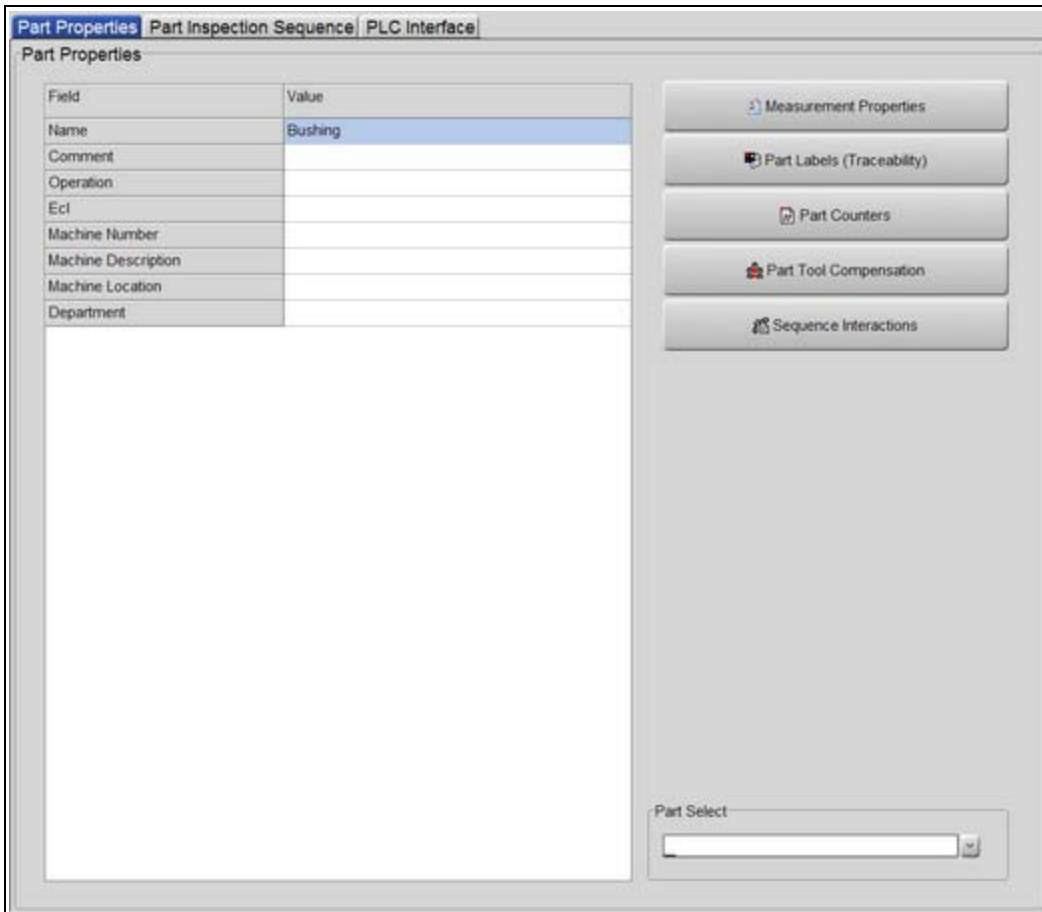 Part Properties Part Inspection Sequence PLC Interface
Part Properties
Field Value
Name Bushing
Comment
Operation
Ecl
Machine Number
Machine Description
Machine Location
Department
Measurement Properties
Part Labels (Traceability)
Part Counters
Part Tool Compensation
Sequence Interactions
Part Select